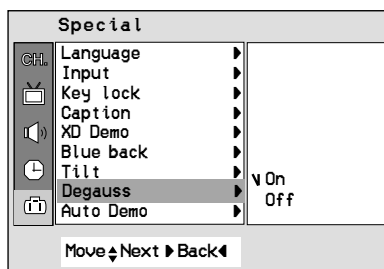 Special
CH.
Language
Input
Key lock
Caption
XD Demo
Blue back
Tilt
Degauss
Auto Demo
On
Off
Move Next Back